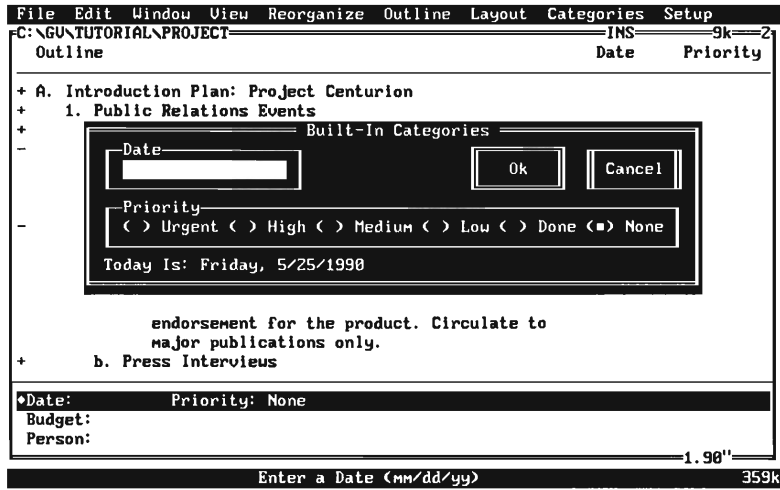 File Edit Window View Reorganize Outline Layout Categories Setup
C:\GV\TUTORIAL\PROJECT INS 9k 2
Outline Date Priority
+ A. Introduction Plan: Project Centurion
+ 1. Public Relations Events
+
Built-In Categories
-
Date
Ok Cancel
Priority
- ( ) Urgent ( ) High ( ) Medium ( ) Low ( ) Done (■) None
Today Is: Friday, 5/25/1990
endorsement for the product. Circulate to
major publications only.
+ b. Press Interviews
♦Date: Priority: None
Budget:
Person:
1.90"
Enter a Date (mm/dd/yy) 359k